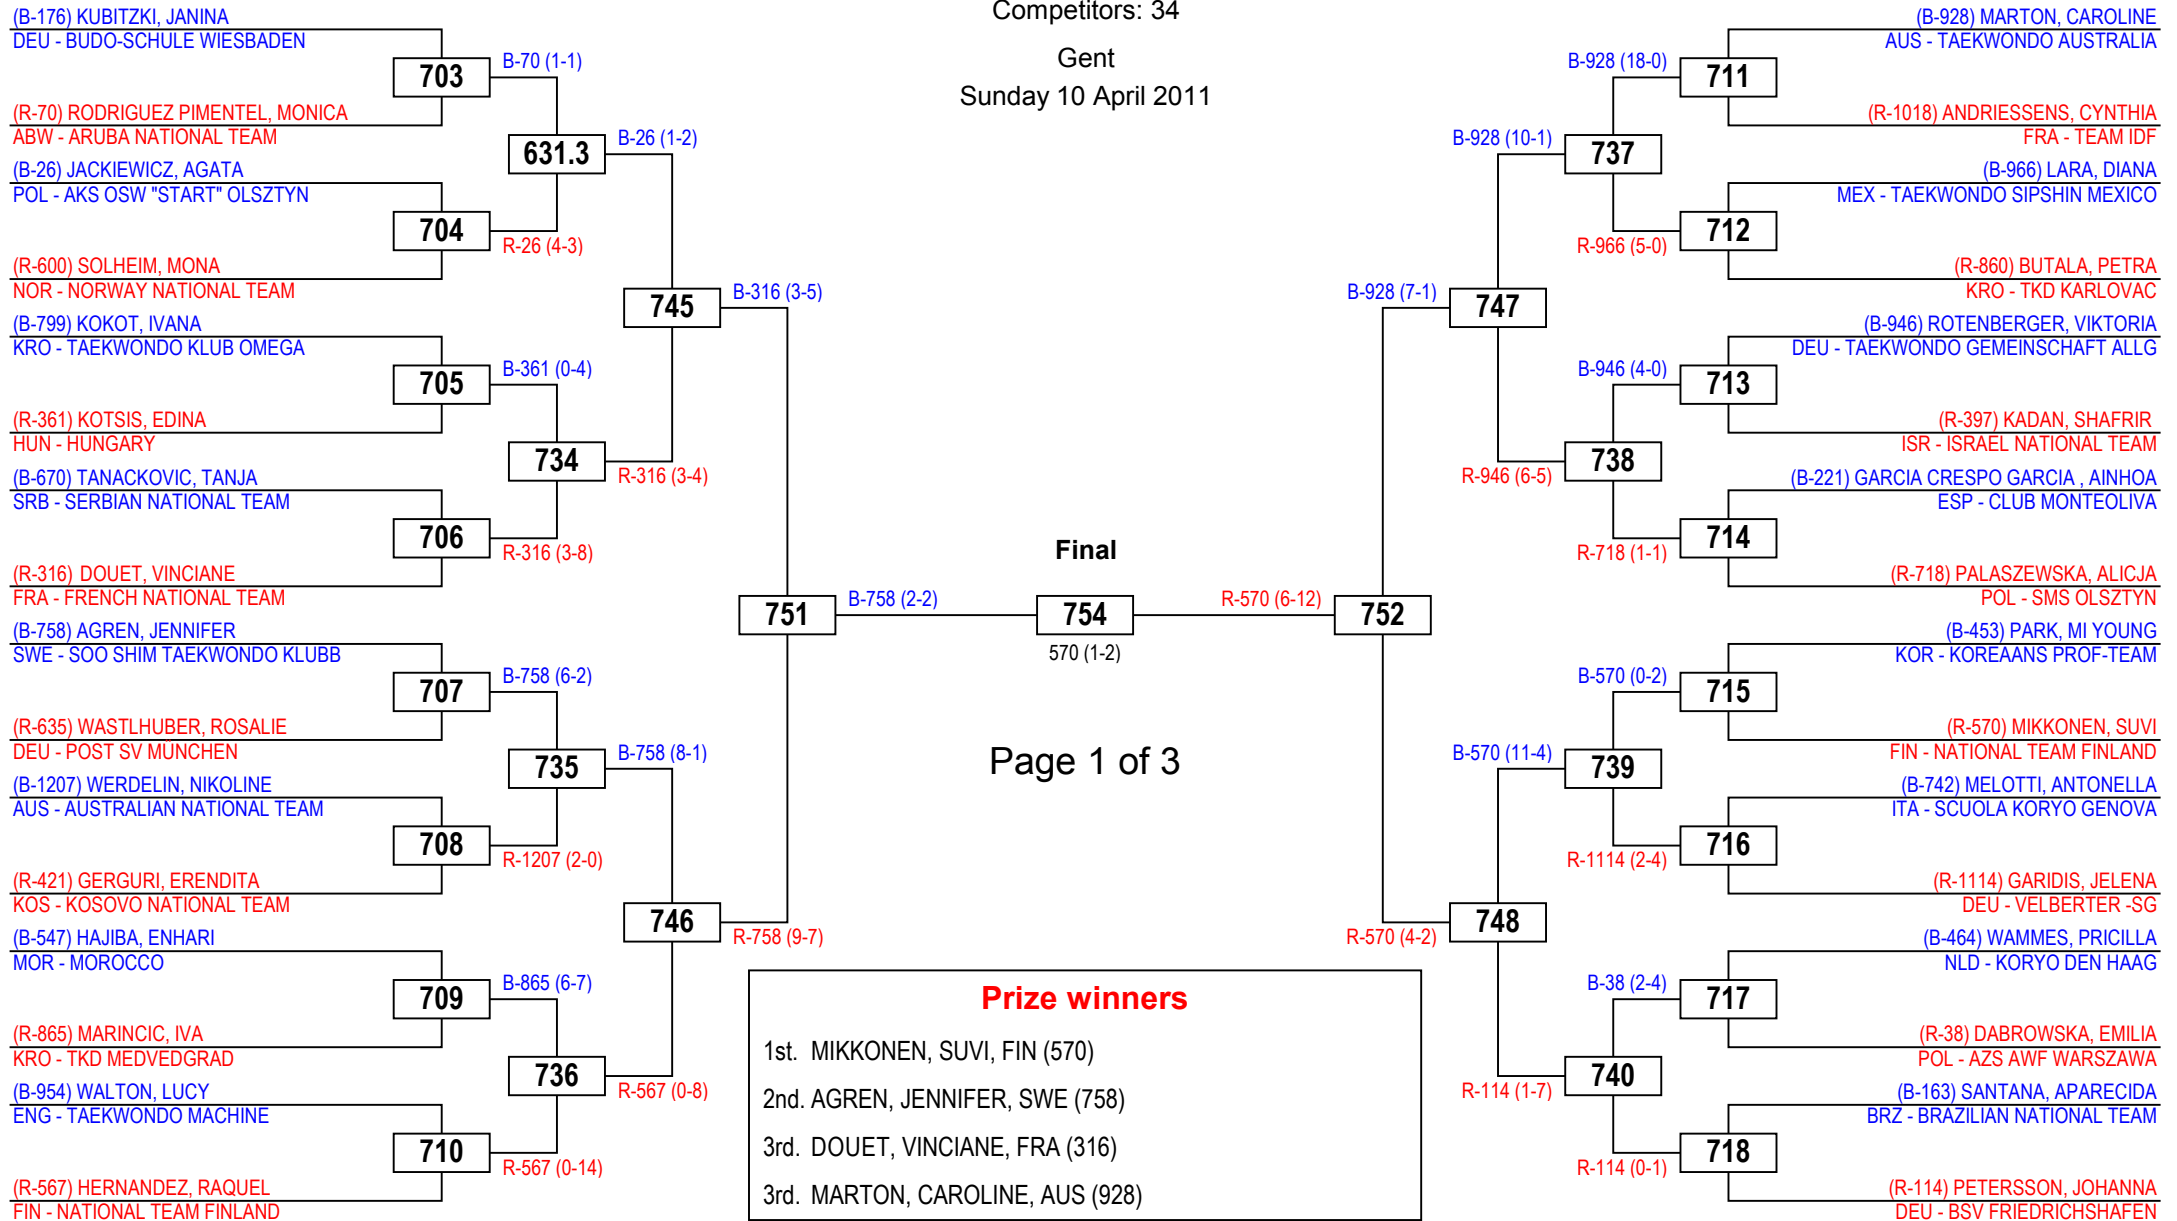 Competitors: 34
Gent
Sunday 10 April 2011
(B-176) KUBITZKI, JANINA
DEU - BUDO-SCHULE WIESBADEN
703
B-70 (1-1)
(R-70) RODRIGUEZ PIMENTEL, MONICA
ABW - ARUBA NATIONAL TEAM
631.3
B-26 (1-2)
(B-26) JACKIEWICZ, AGATA
POL - AKS OSW "START" OLSZTYN
704
R-26 (4-3)
(R-600) SOLHEIM, MONA
NOR - NORWAY NATIONAL TEAM
745
B-316 (3-5)
(B-799) KOKOT, IVANA
KRO - TAEKWONDO KLUB OMEGA
705
B-361 (0-4)
(R-361) KOTSIS, EDINA
HUN - HUNGARY
734
R-316 (3-4)
(B-670) TANACKOVIC, TANJA
SRB - SERBIAN NATIONAL TEAM
706
R-316 (3-8)
(R-316) DOUET, VINCIANE
FRA - FRENCH NATIONAL TEAM
751
B-758 (2-2)
(B-758) AGREN, JENNIFER
SWE - SOO SHIM TAEKWONDO KLUBB
707
B-758 (6-2)
(R-635) WASTLHUBER, ROSALIE
DEU - POST SV MÜNCHEN
735
B-758 (8-1)
(B-1207) WERDELIN, NIKOLINE
AUS - AUSTRALIAN NATIONAL TEAM
708
R-1207 (2-0)
(R-421) GERGURI, ERENDITA
KOS - KOSOVO NATIONAL TEAM
746
R-758 (9-7)
(B-547) HAJIBA, ENHARI
MOR - MOROCCO
709
B-865 (6-7)
(R-865) MARINCIC, IVA
KRO - TKD MEDVEDGRAD
736
R-567 (0-8)
(B-954) WALTON, LUCY
ENG - TAEKWONDO MACHINE
710
R-567 (0-14)
(R-567) HERNANDEZ, RAQUEL
FIN - NATIONAL TEAM FINLAND
Final
754
570 (1-2)
Page 1 of 3
(B-928) MARTON, CAROLINE
AUS - TAEKWONDO AUSTRALIA
B-928 (18-0)
711
(R-1018) ANDRIESSENS, CYNTHIA
FRA - TEAM IDF
B-928 (10-1)
737
(B-966) LARA, DIANA
MEX - TAEKWONDO SIPSHIN MEXICO
R-966 (5-0)
712
(R-860) BUTALA, PETRA
KRO - TKD KARLOVAC
B-928 (7-1)
747
(B-946) ROTENBERGER, VIKTORIA
DEU - TAEKWONDO GEMEINSCHAFT ALLG
B-946 (4-0)
713
(R-397) KADAN, SHAFRIR
ISR - ISRAEL NATIONAL TEAM
R-946 (6-5)
738
(B-221) GARCIA CRESPO GARCIA , AINHOA
ESP - CLUB MONTEOLIVA
R-718 (1-1)
714
(R-718) PALASZEWSKA, ALICJA
POL - SMS OLSZTYN
R-570 (6-12)
752
(B-453) PARK, MI YOUNG
KOR - KOREAANS PROF-TEAM
B-570 (0-2)
715
(R-570) MIKKONEN, SUVI
FIN - NATIONAL TEAM FINLAND
B-570 (11-4)
739
(B-742) MELOTTI, ANTONELLA
ITA - SCUOLA KORYO GENOVA
R-1114 (2-4)
716
(R-1114) GARIDIS, JELENA
DEU - VELBERTER -SG
R-570 (4-2)
748
(B-464) WAMMES, PRICILLA
NLD - KORYO DEN HAAG
B-38 (2-4)
717
(R-38) DABROWSKA, EMILIA
POL - AZS AWF WARSZAWA
R-114 (1-7)
740
(B-163) SANTANA, APARECIDA
BRZ - BRAZILIAN NATIONAL TEAM
R-114 (0-1)
718
(R-114) PETERSSON, JOHANNA
DEU - BSV FRIEDRICHSHAFEN
Prize winners
1st. MIKKONEN, SUVI, FIN (570)
2nd. AGREN, JENNIFER, SWE (758)
3rd. DOUET, VINCIANE, FRA (316)
3rd. MARTON, CAROLINE, AUS (928)